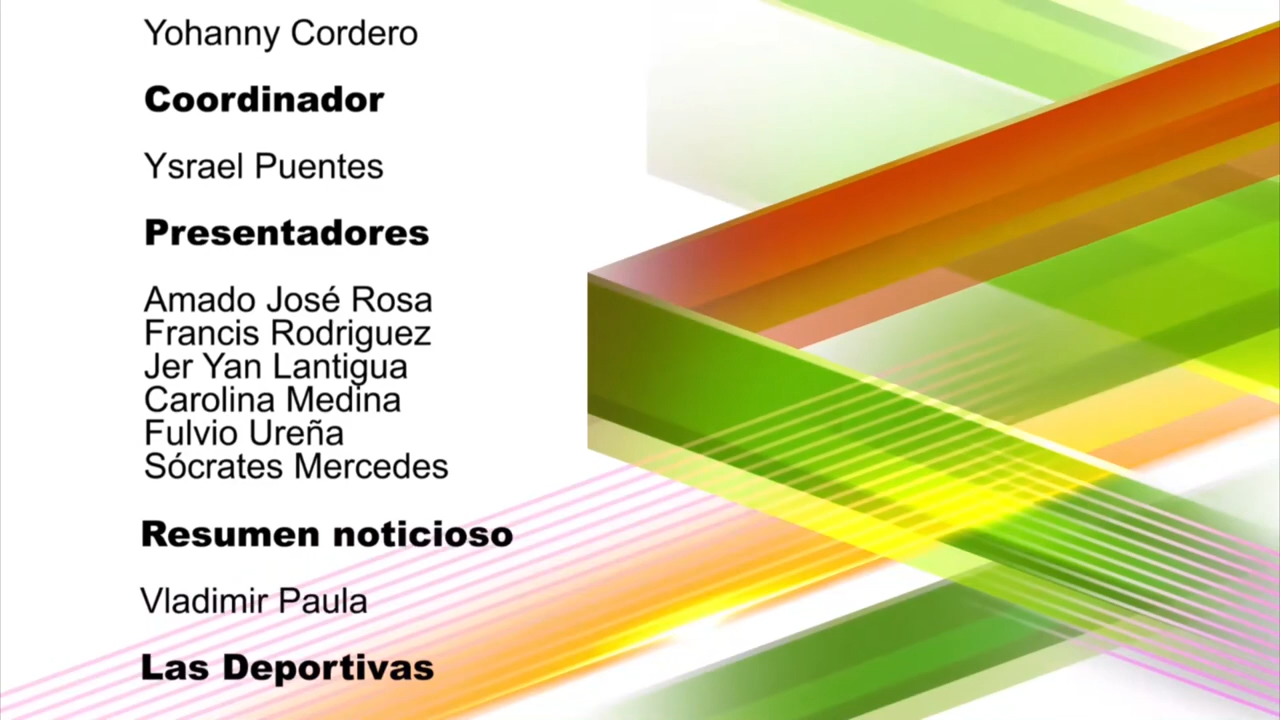 Yohanny Cordero
Coordinador
Ysrael Puentes
Presentadores
Amado José Rosa
Francis Rodriguez
Jer Yan Lantigua
Carolina Medina
Fulvio Ureña
Sócrates Mercedes
Resumen noticioso
Vladimir Paula
Las Deportivas